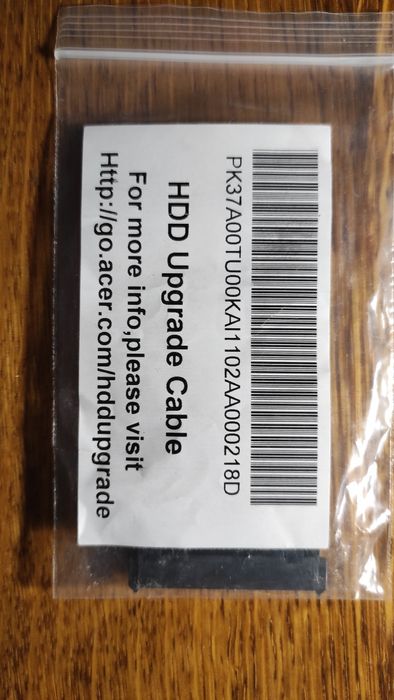 PK37A00TU00KAI1102AA000218D
HDD Upgrade Cable
For more info,please visit
Http://go.acer.com/hddupgrade